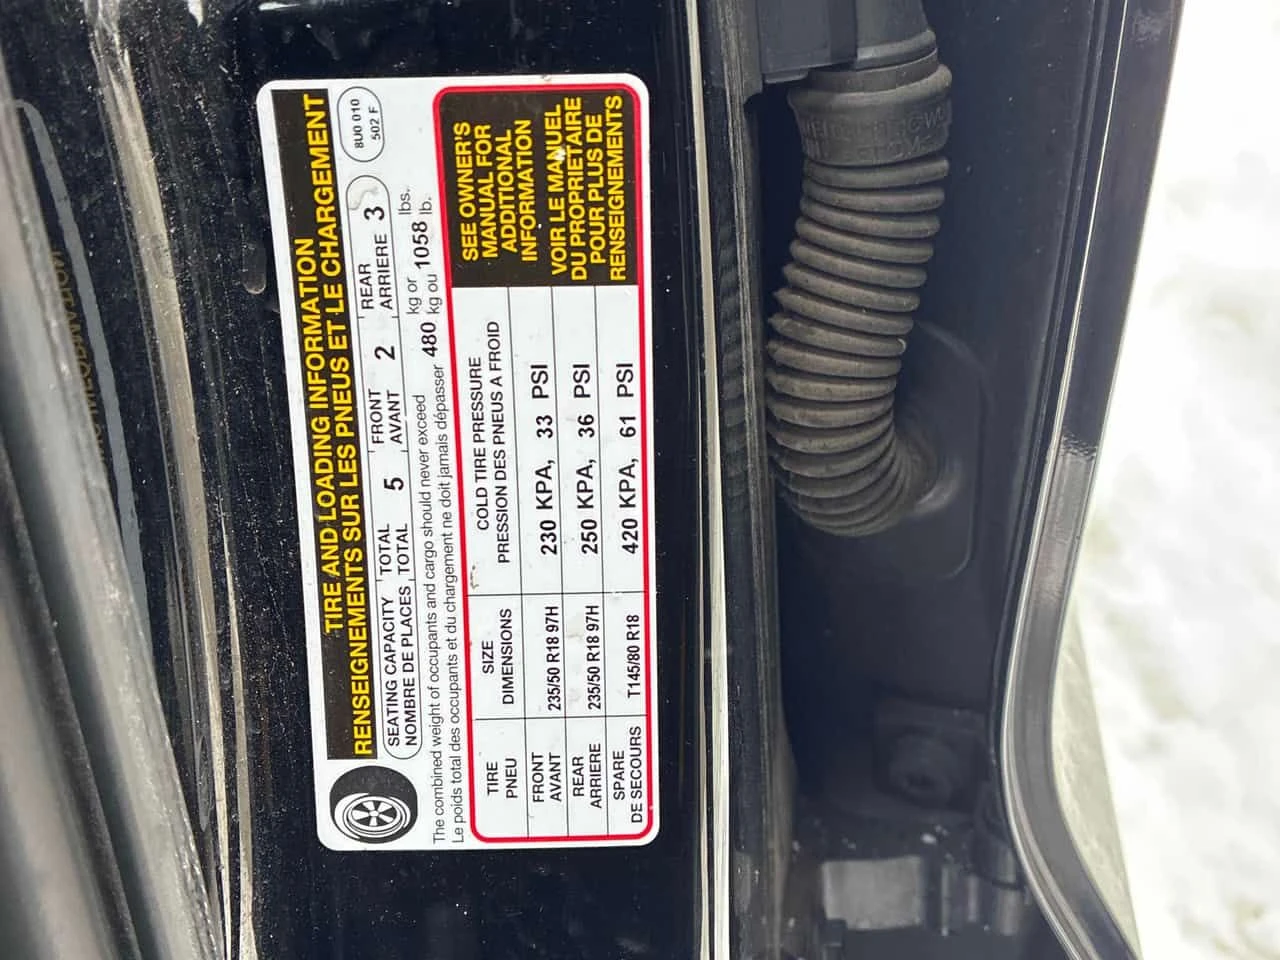 TIRE AND LOADING INFORMATION
RENSEIGNEMENTS SUR LES PNEUS ET LE CHARGEMENT
8U0 010
502 F
SEATING CAPACITY TOTAL 5 FRONT 2 REAR 3
NOMBRE DE PLACES TOTAL AVANT ARRIERE
The combined weight of occupants and cargo should never exceed 480 kg or 1058 lbs.
Le poids total des occupants et du chargement ne doit jamais dépasser kg ou lb.
TIRE SIZE COLD TIRE PRESSURE
PNEU DIMENSIONS PRESSION DES PNEUS A FROID
FRONT 235/50 R18 97H 230 KPA, 33 PSI
AVANT
REAR 235/50 R18 97H 250 KPA, 36 PSI
ARRIERE
SPARE T145/80 R18 420 KPA, 61 PSI
DE SECOURS
SEE OWNER'S
MANUAL FOR
ADDITIONAL
INFORMATION
VOIR LE MANUEL
DU PROPRIETAIRE
POUR PLUS DE
RENSEIGNEMENTS